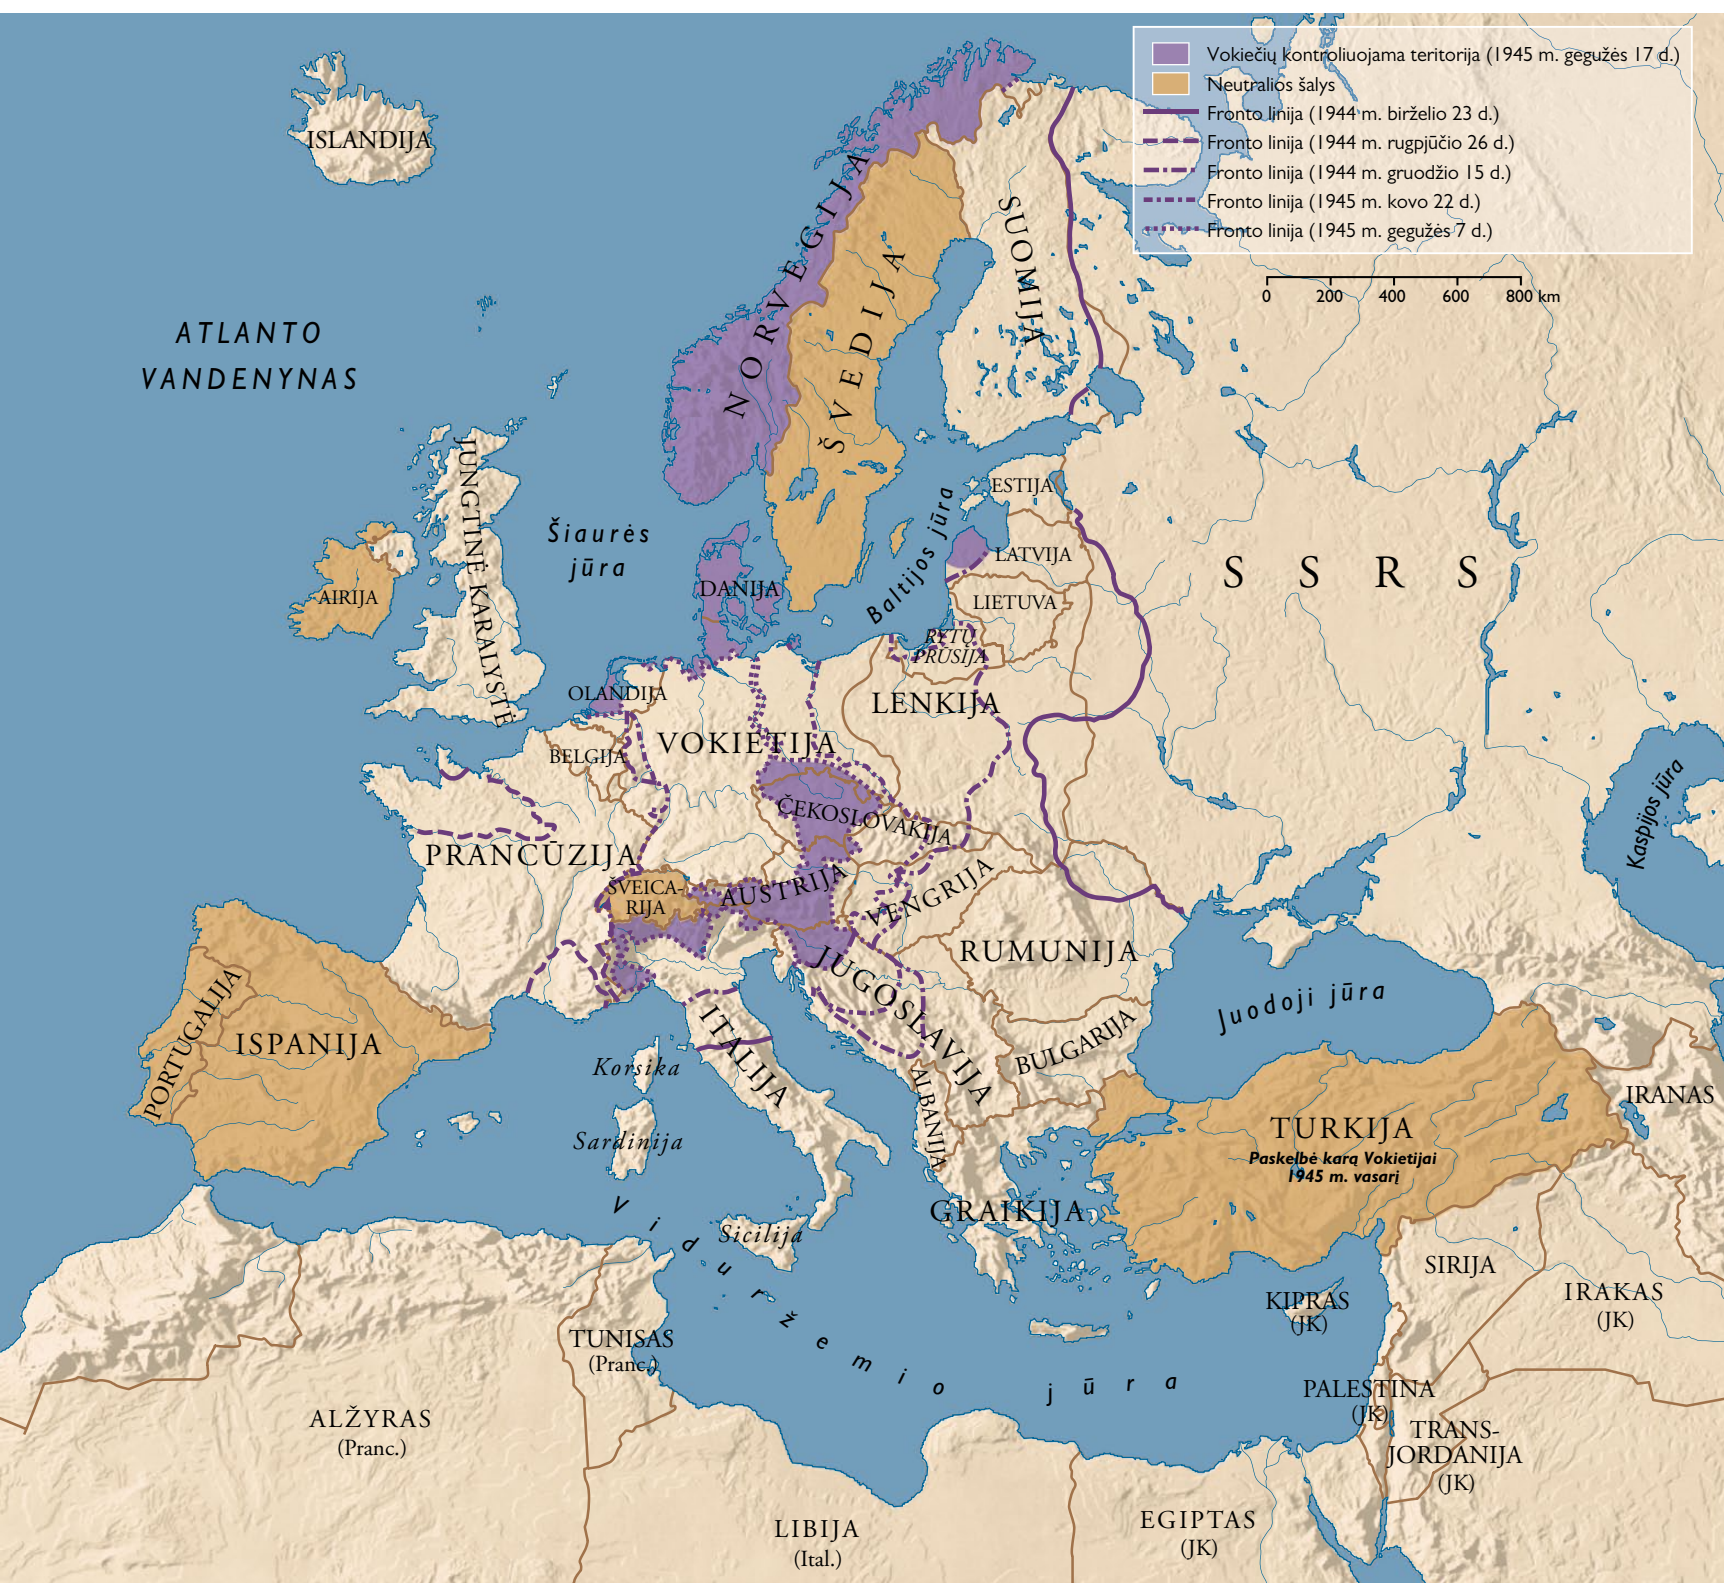 Vokiečių kontroliuojama teritorija (1945 m. gegužės 17 d.)
Neutralios šalys
Fronto linija (1944 m. birželio 23 d.)
Fronto linija (1944 m. rugpjūčio 26 d.)
Fronto linija (1944 m. gruodžio 15 d.)
Fronto linija (1945 m. kovo 22 d.)
Fronto linija (1945 m. gegužės 7 d.)
0 200 400 600 800 km
ISLANDIJA
ATLANTO
VANDENYNAS
NORVEGIJA
ŠVEDIJA
SUOMIJA
JUNGTINĖ KARALYSTĖ
AIRIJA
Šiaurės
jūra
Baltijos jūra
ESTIJA
LATVIJA
LIETUVA
RYTŲ
PRŪSIJA
SSRS
DANIJA
OLANDIJA
BELGIJA
VOKIETIJA
LENKIJA
ČEKOSLOVAKIJA
PRANCŪZIJA
ŠVEICA-
RIJA
AUSTRIJA
VENGRIJA
RUMUNIJA
JUGOSLAVIJA
BULGARIJA
ALBANIJA
ITALIJA
Korsika
Sardinija
Sicilija
PORTUGALIJA
ISPANIJA
GRAIKIJA
Juodoji jūra
Kaspijos jūra
TURKIJA
Paskelbė karą Vokietijai
1945 m. vasarį
IRANAS
SIRIJA
IRAKAS
(JK)
KIPRAS
(JK)
PALESTINA
(JK)
TRANS-
JORDANIJA
(JK)
Viduržemio jūra
TUNISAS
(Pranc.)
ALŽYRAS
(Pranc.)
LIBIJA
(Ital.)
EGIPTAS
(JK)